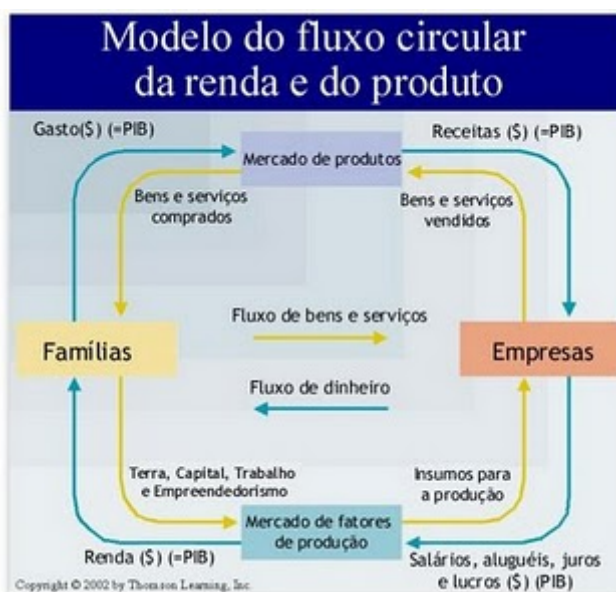 Modelo do fluxo circular
da renda e do produto
Gasto($) (=PIB)
Receitas ($) (=PIB)
Mercado de produtos
Bens e serviços
comprados
Bens e serviços
vendidos
Fluxo de bens e serviços
Famílias
Empresas
Fluxo de dinheiro
Terra, Capital, Trabalho
e Empreendedorismo
Insumos para
a produção
Mercado de fatores
de produção
Renda ($) (=PIB)
Salários, aluguéis, juros
e lucros ($) (PIB)
Copyright © 2002 by Thomson Learning, Inc.